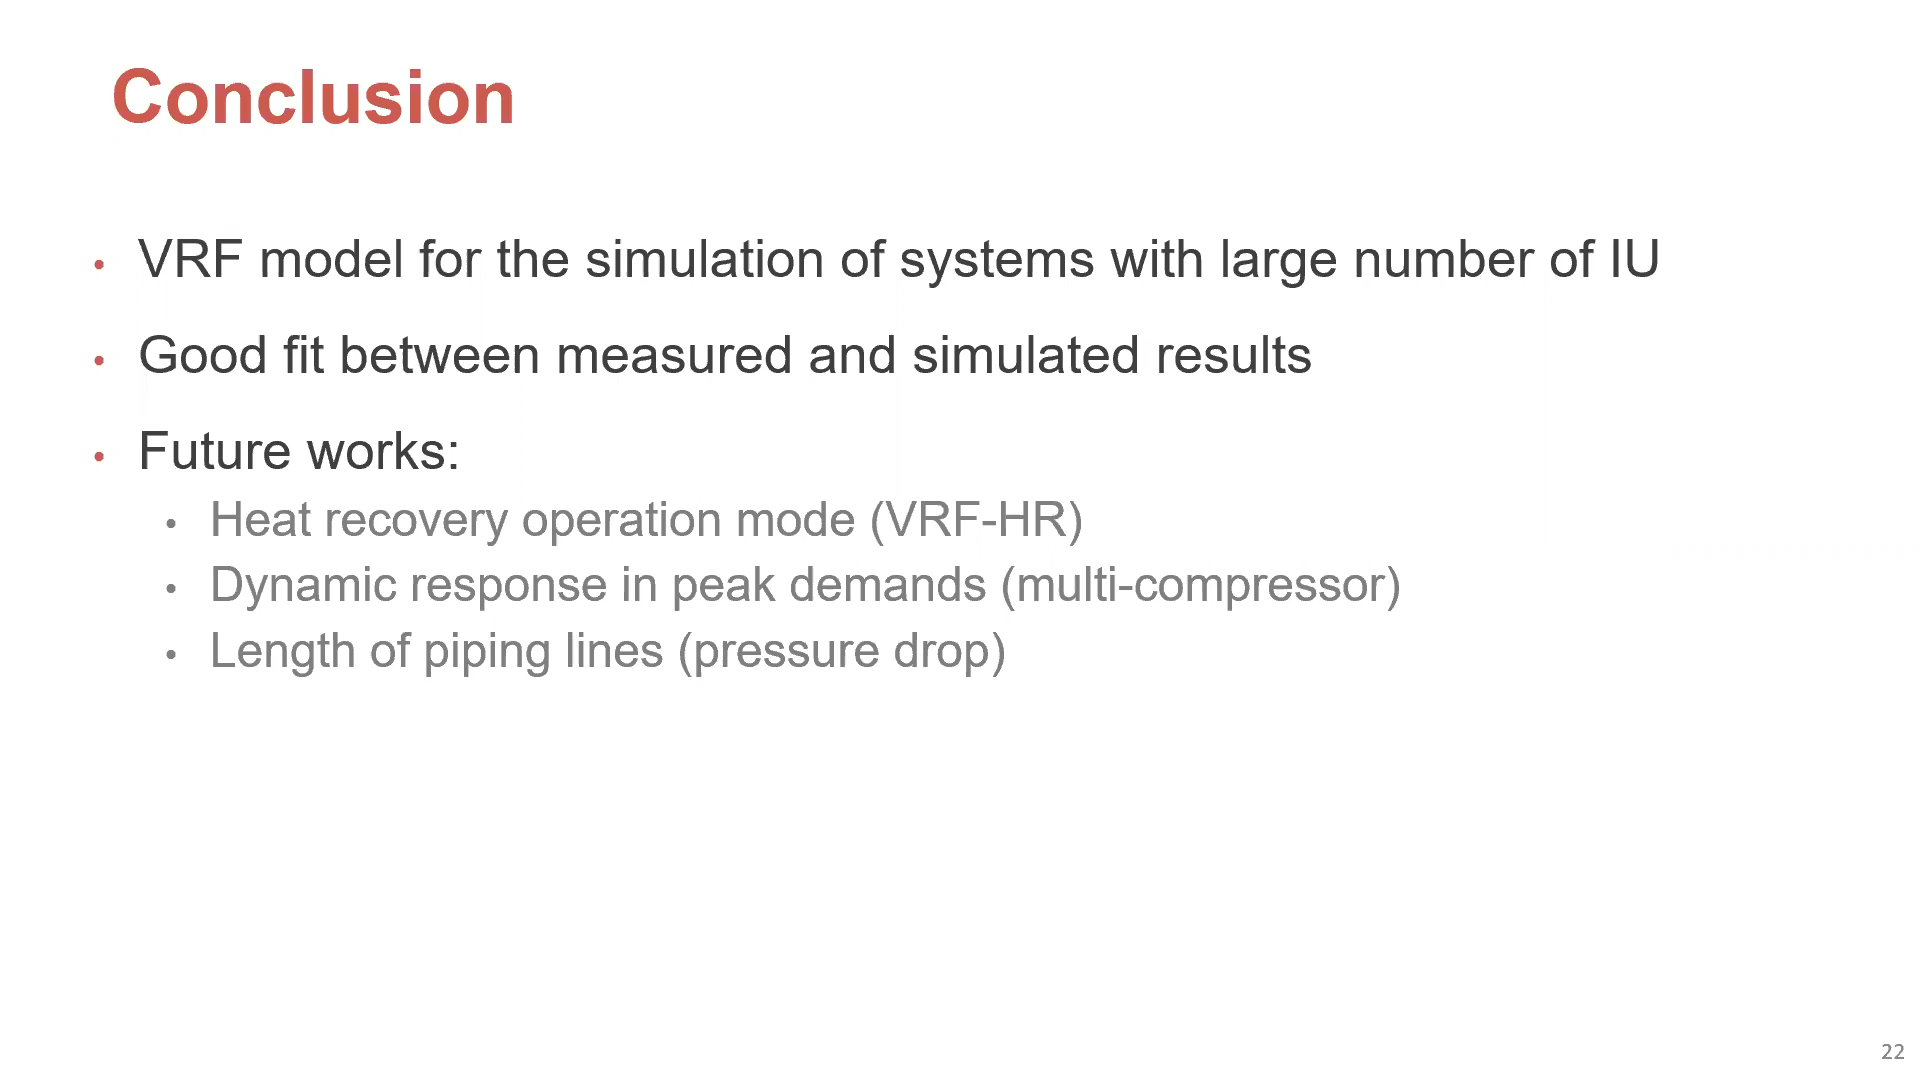 Conclusion
• VRF model for the simulation of systems with large number of IU
• Good fit between measured and simulated results
• Future works:
• Heat recovery operation mode (VRF-HR)
• Dynamic response in peak demands (multi-compressor)
• Length of piping lines (pressure drop)
22